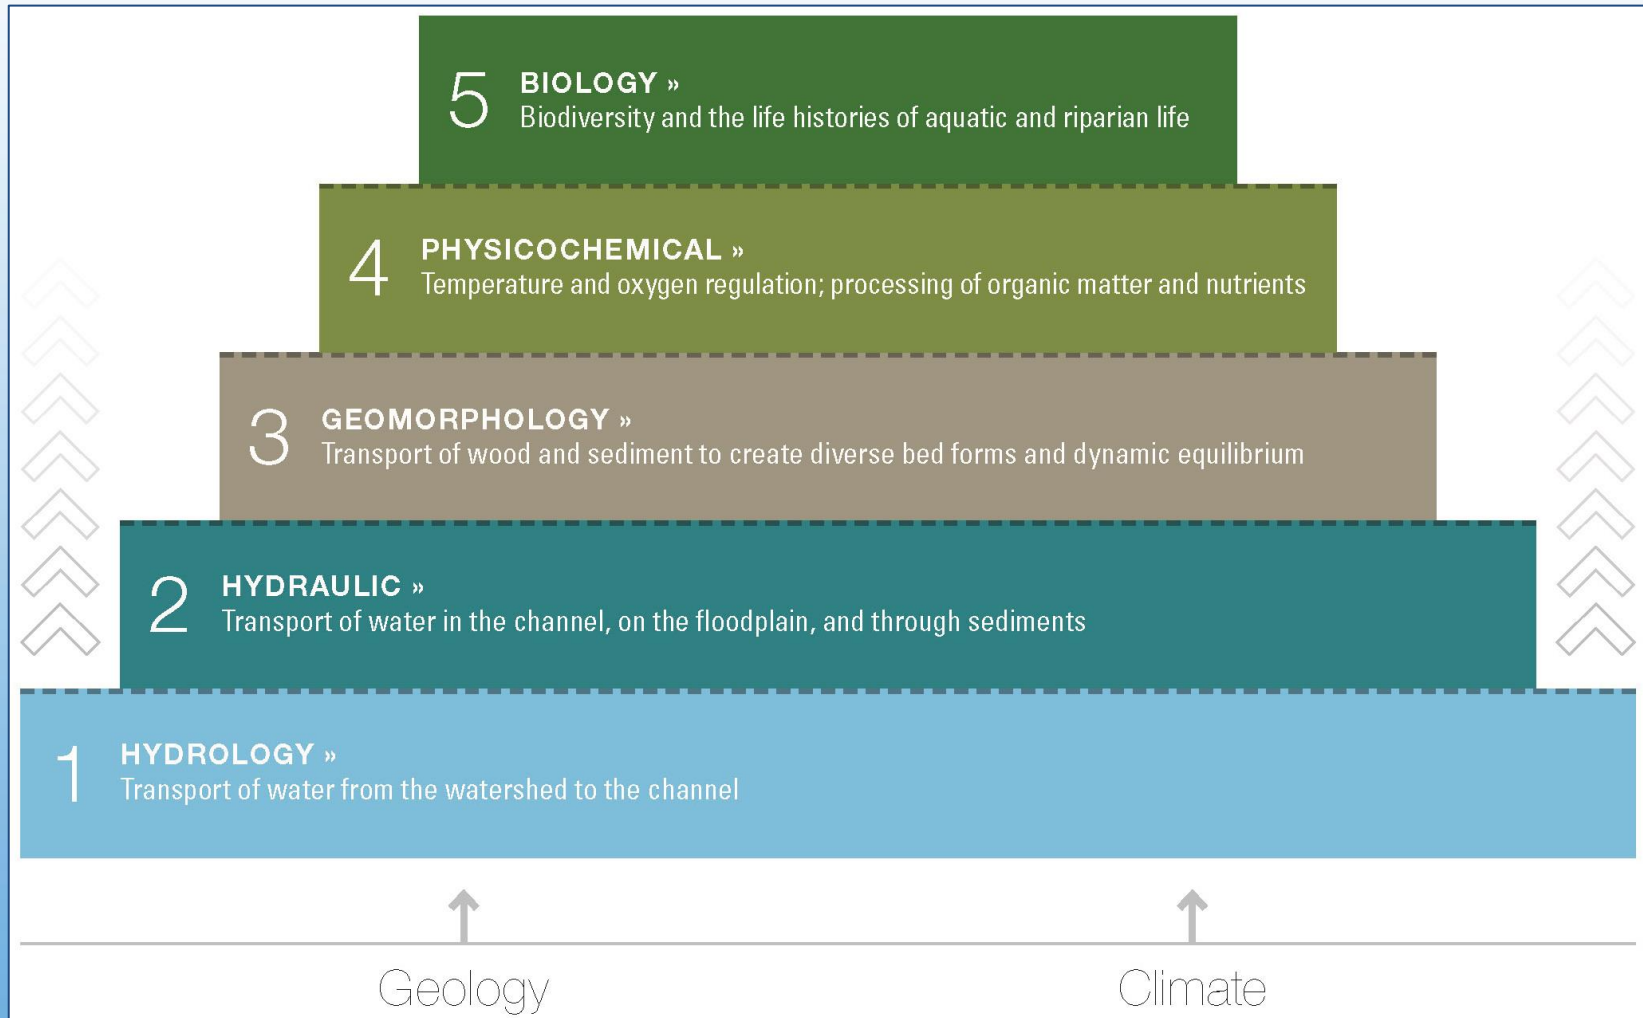 5
BIOLOGY »
Biodiversity and the life histories of aquatic and riparian life
4
PHYSICOCHEMICAL »
Temperature and oxygen regulation; processing of organic matter and nutrients
3
GEOMORPHOLOGY »
Transport of wood and sediment to create diverse bed forms and dynamic equilibrium
2
HYDRAULIC »
Transport of water in the channel, on the floodplain, and through sediments
1
HYDROLOGY »
Transport of water from the watershed to the channel
Geology
Climate